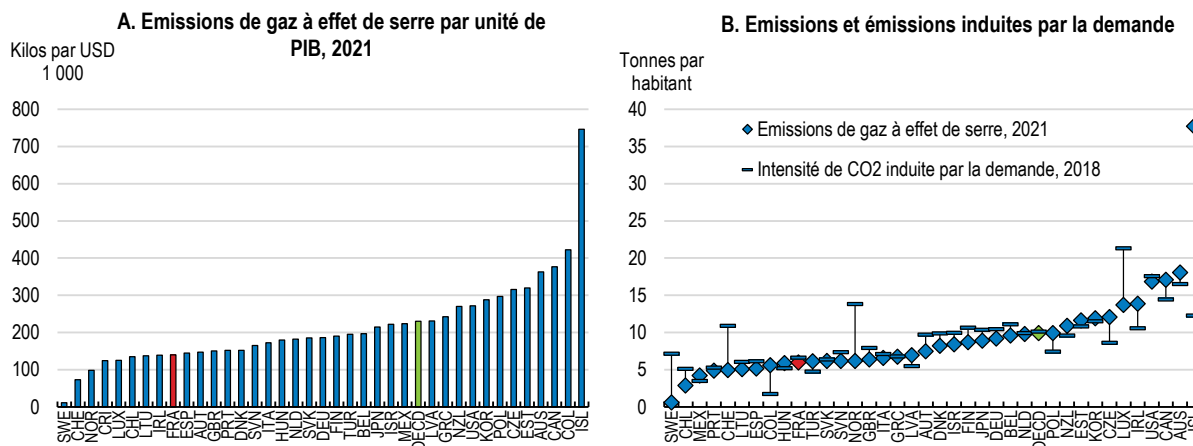 A. Emissions de gaz à effet de serre par unité de
PIB, 2021
Kilos par USD
1 000
800
700
600
500
400
300
200
100
0
SWE
CHE
NOR
CRI
LUX
CHL
LTU
IRL
FRA
ESP
AUT
GBR
PRT
DNK
SVN
ITA
HUN
NLD
SVK
DEU
FIN
TUR
BEL
JPN
ISR
MEX
OECD
LVA
GRC
NZL
USA
KOR
POL
CZE
EST
AUS
CAN
COL
ISL
B. Emissions et émissions induites par la demande
Tonnes par
habitant
40
35
30
25
20
15
10
5
0
Emissions de gaz à effet de serre, 2021
Intensité de CO2 induite par la demande, 2018
SWE
CHL
MEX
PRT
CHE
LTU
ESP
COL
HUN
FRA
TUR
SVK
SVN
NOR
GBR
ITA
GRC
LVA
AUT
DNK
ISR
FIN
JPN
DEU
BEL
NLD
OECD
POL
NZL
EST
KOR
CZE
LUX
IRL
USA
CAN